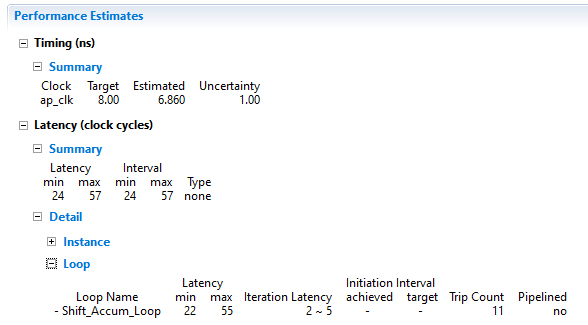 Performance Estimates
Timing (ns)
Summary
Clock Target Estimated Uncertainty
ap_clk 8.00 6.860 1.00
Latency (clock cycles)
Summary
Latency Interval
min max min max Type
24 57 24 57 none
Detail
Instance
Loop
Latency Initiation Interval
Loop Name min max Iteration Latency achieved target Trip Count Pipelined
- Shift_Accum_Loop 22 55 2 ~ 5 - - 11 no